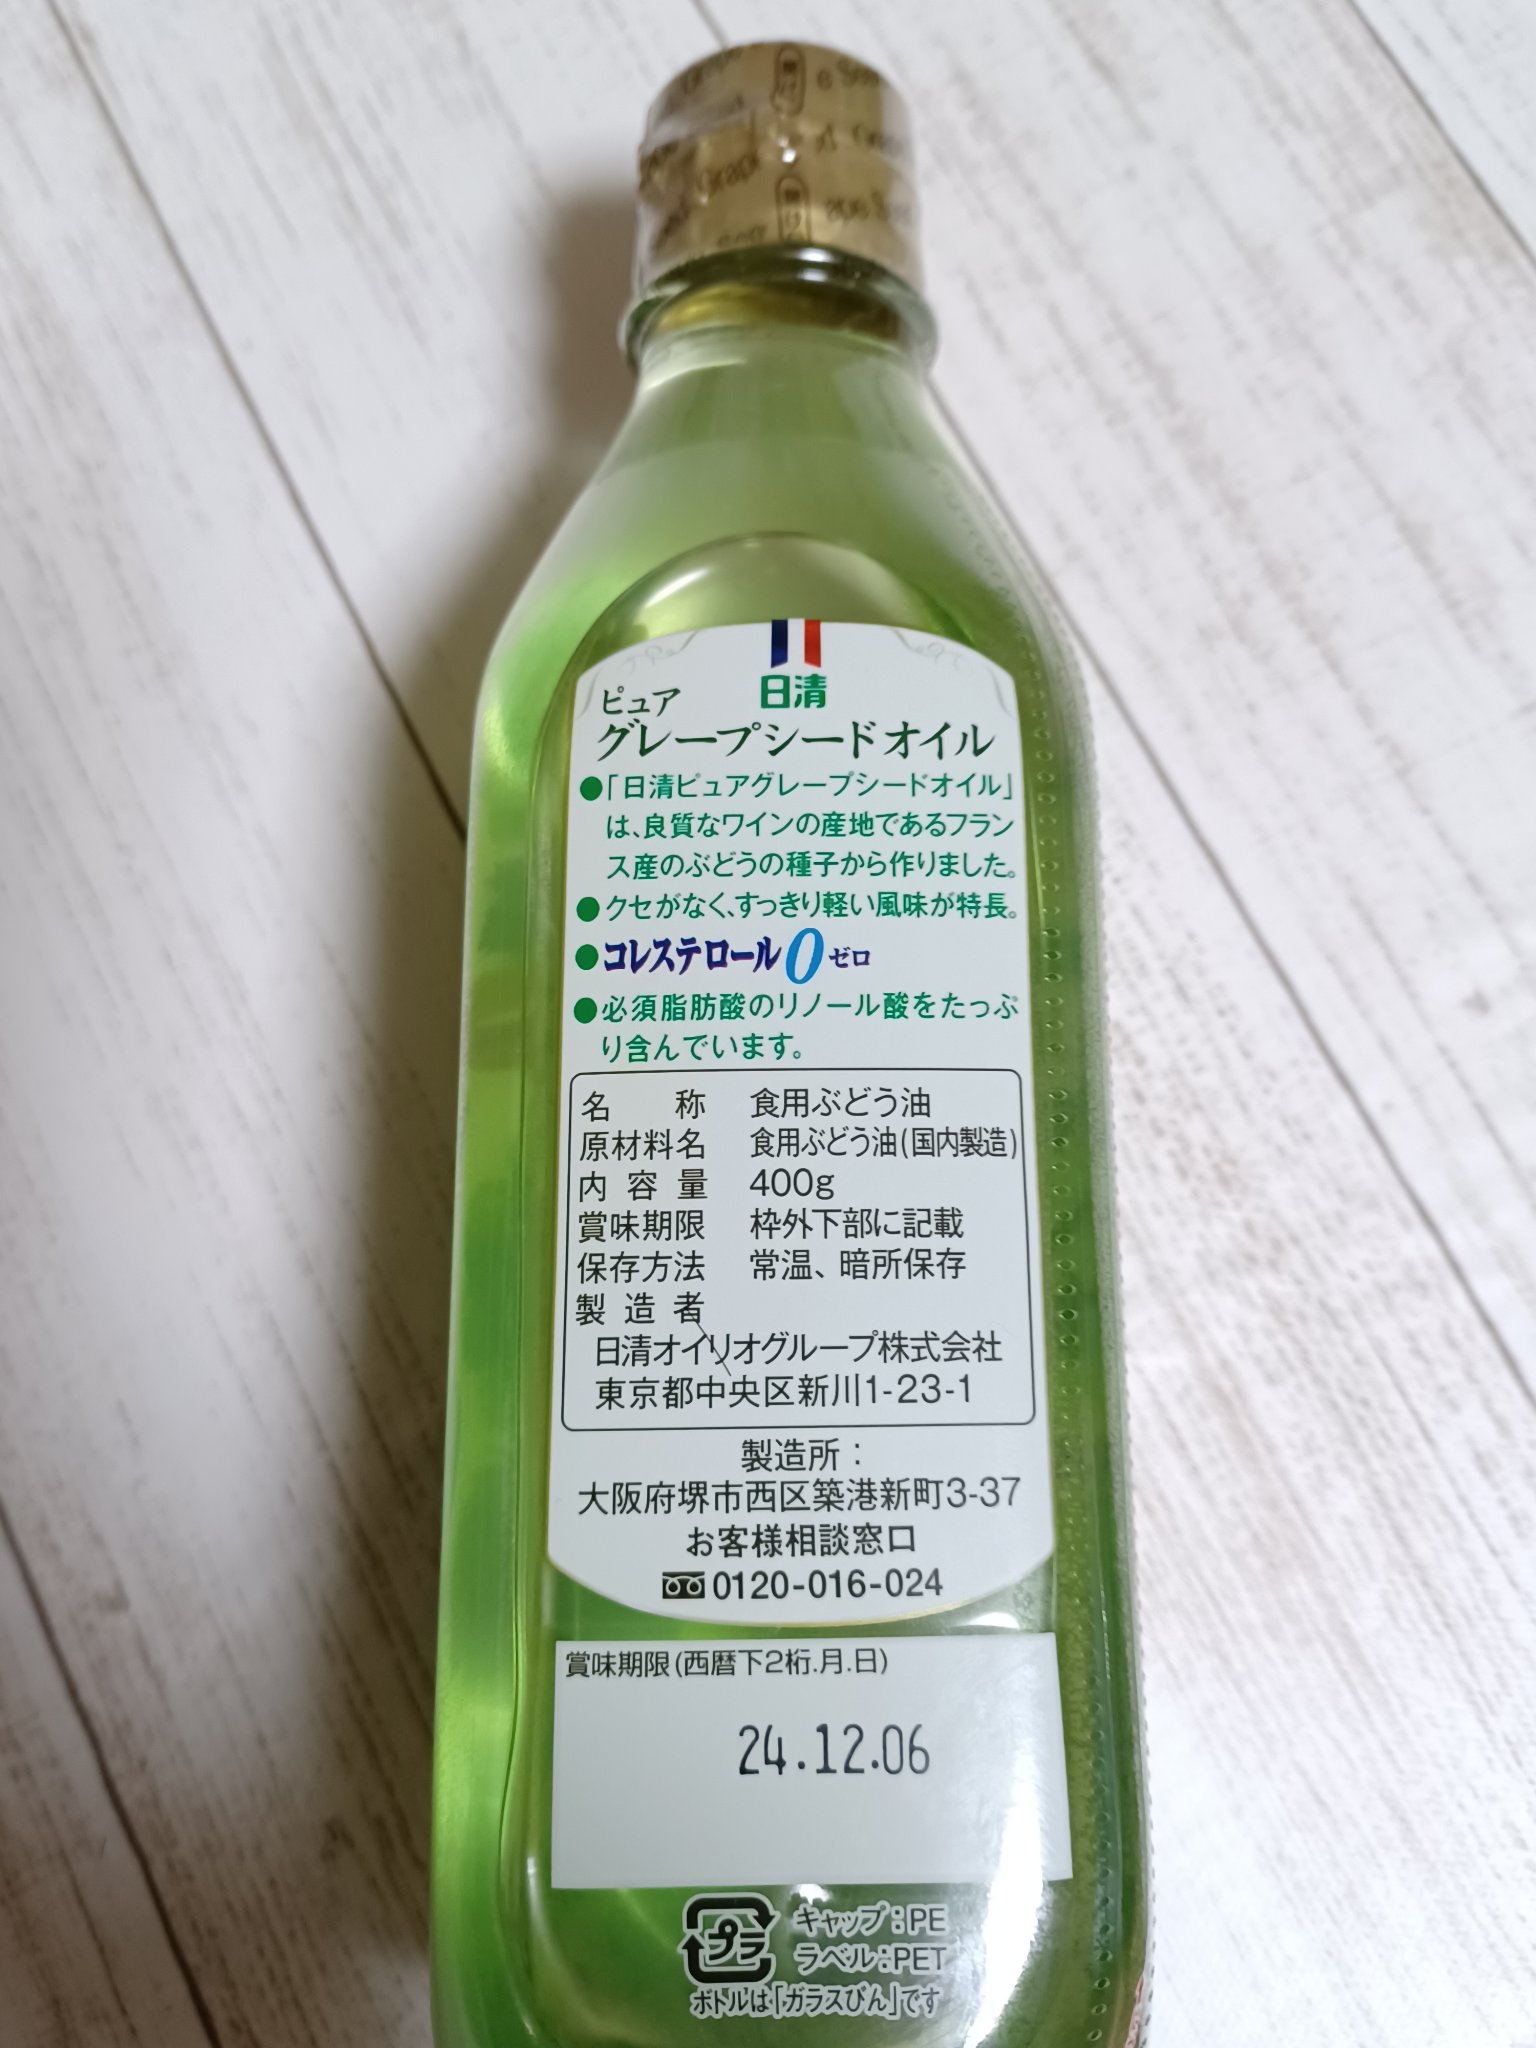 日清
ピュア
グレープシードオイル
●「日清ピュアグレープシードオイル」
は、良質なワインの産地であるフラン
ス産のぶどうの種子から作りました。
●クセがなく、すっきり軽い風味が特長。
●コレステロール0ゼロ
●必須脂肪酸のリノール酸をたっぷ
り含んでいます。
名称 食用ぶどう油
原材料名 食用ぶどう油(国内製造)
内容量 400g
賞味期限 枠外下部に記載
保存方法 常温、暗所保存
製造者
日清オイリオグループ株式会社
東京都中央区新川1-23-1
製造所：
大阪府堺市西区築港新町3-37
お客様相談窓口
0120-016-024
賞味期限(西暦下2桁.月.日)
24.12.06
プラ
キャップ:PE
ラベル:PET
ボトルは「ガラスびん」です